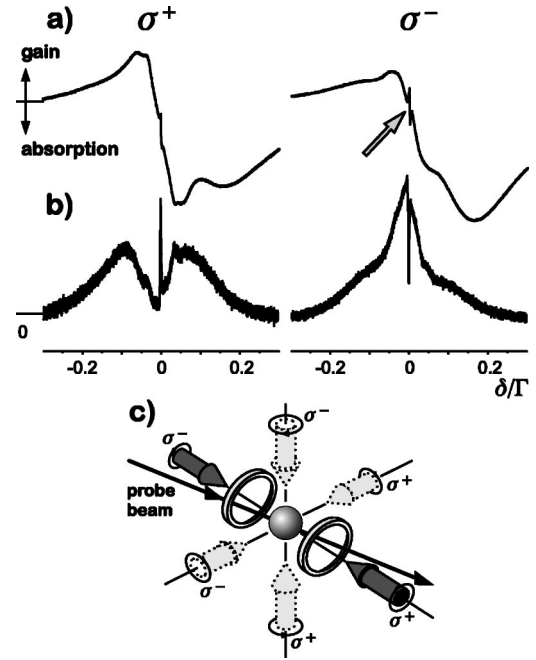 a) σ⁺ σ⁻
gain
absorption
b)
0
-0.2 0 0.2 -0.2 0 0.2
δ/Γ
c)
σ⁻
σ⁻
σ⁺
probe
beam
σ⁻
σ⁺
σ⁺